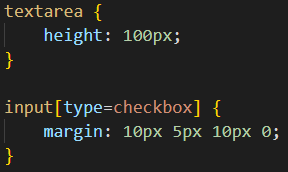 textarea {
    height: 100px;
}

input[type=checkbox] {
    margin: 10px 5px 10px 0;
}